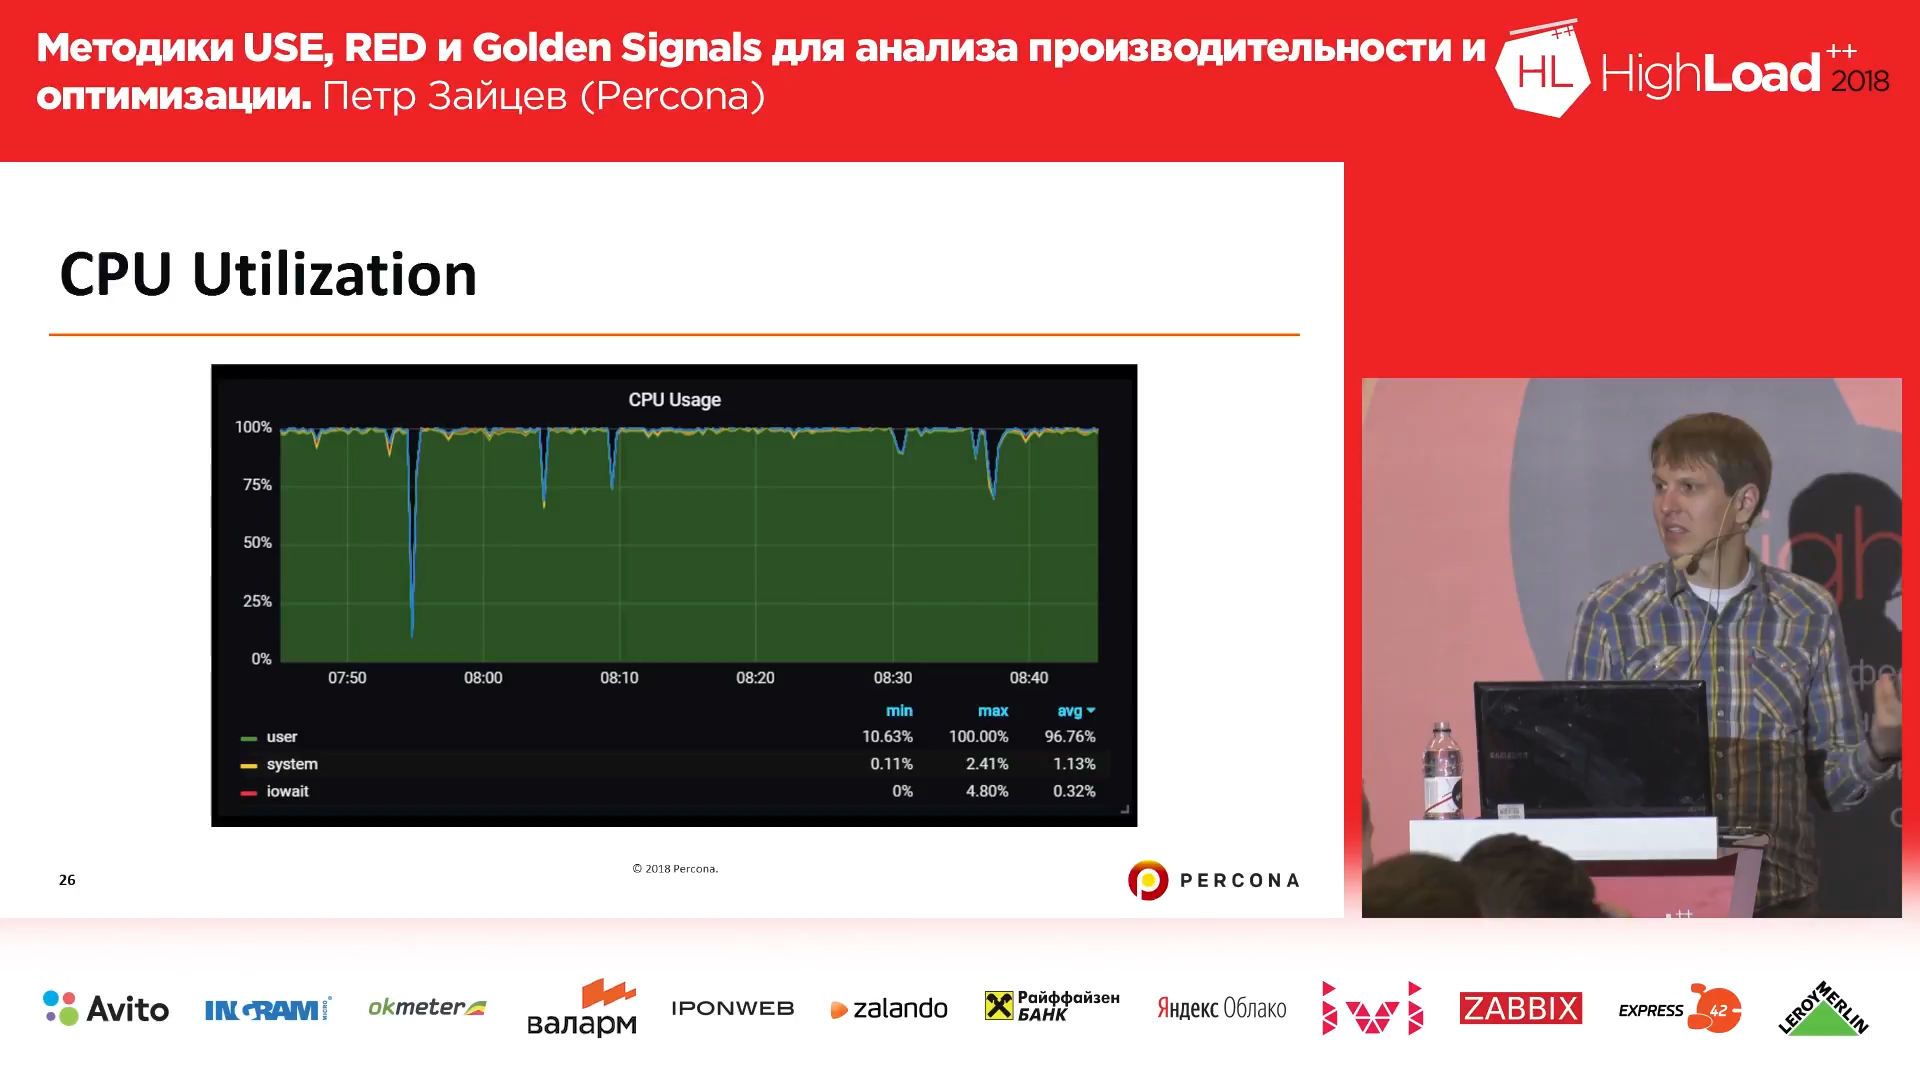 Методики USE, RED и Golden Signals для анализа производительности и
оптимизации. Петр Зайцев (Percona)
HL ++
HighLoad ++ 2018
CPU Utilization
CPU Usage
100%
75%
50%
25%
0%
07:50 08:00 08:10 08:20 08:30 08:40
min max avg
user 10.63% 100.00% 96.76%
system 0.11% 2.41% 1.13%
iowait 0% 4.80% 0.32%
© 2018 Percona.
26
PERCONA
igh
фе
Avito
INGRAM MICRO
okmeter
валарм
IPONWEB
zalando
Райффайзен
БАНК
Яндекс Облако
ivi
ZABBIX
EXPRESS 42
LEROY MERLIN